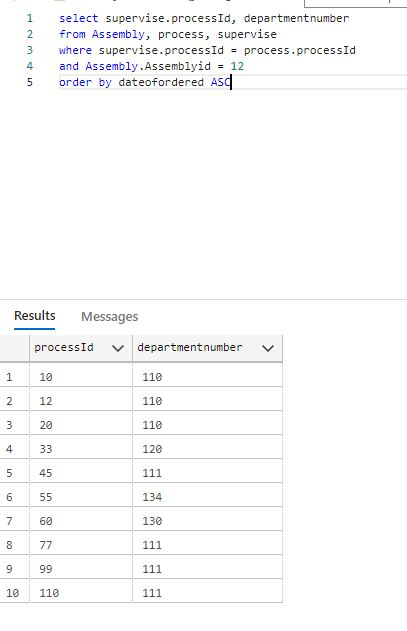 1 select supervise.processId, departmentnumber
2 from Assembly, process, supervise
3 where supervise.processId = process.processId
4 and Assembly.Assemblyid = 12
5 order by dateofordered ASC
Results Messages
processId departmentnumber
1 10 110
2 12 110
3 20 110
4 33 120
5 45 111
6 55 134
7 60 130
8 77 111
9 99 111
10 110 111